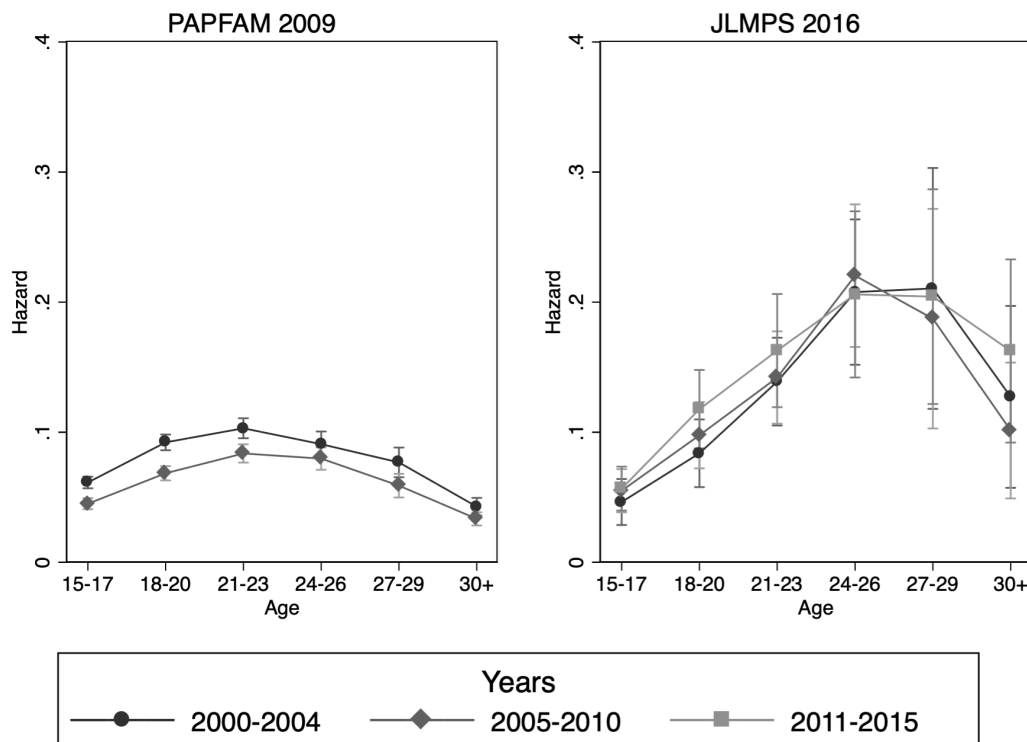 PAPFAM 2009
.4
.3
.2
.1
0
Hazard
15-17 18-20 21-23 24-26 27-29 30+
Age
JLMPS 2016
.4
.3
.2
.1
0
Hazard
15-17 18-20 21-23 24-26 27-29 30+
Age
Years
2000-2004 2005-2010 2011-2015